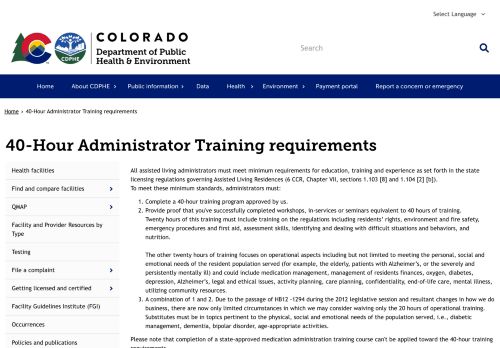 Select Language
COLORADO
Department of Public
Health & Environment
CDPHE
Search
Home
About CDPHE
Public information
Data
Health
Environment
Payment portal
Report a concern or emergency
Home › 40-Hour Administrator Training requirements
40-Hour Administrator Training requirements
Health facilities
Find and compare facilities
QMAP
Facility and Provider Resources by
Type
Testing
File a complaint
Getting licensed and certified
Facility Guidelines Institute (FGI)
Occurrences
Policies and publications
All assisted living administrators must meet minimum requirements for education, training and experience as set forth in the state
licensing regulations governing Assisted Living Residences (6 CCR, Chapter VII, sections 1.103 [8] and 1.104 [2] [b]).
To meet these minimum standards, administrators must:
1. Complete a 40-hour training program approved by us.
2. Provide proof that you've successfully completed workshops, in-services or seminars equivalent to 40 hours of training.
Twenty hours of this training must include training on the regulations including residents' rights, environment and fire safety,
emergency procedures and first aid, assessment skills, identifying and dealing with difficult situations and behaviors, and
nutrition.
The other twenty hours of training focuses on operational aspects including but not limited to meeting the personal, social and
emotional needs of the resident population served (for example, the elderly, patients with Alzheimer's, or the severely and
persistently mentally ill) and could include medication management, management of residents finances, oxygen, diabetes,
depression, Alzheimer's, legal and ethical issues, activity planning, care planning, confidentiality, end-of-life care, mental illness,
utilizing community resources.
3. A combination of 1 and 2. Due to the passage of HB12 -1294 during the 2012 legislative session and resultant changes in how we do
business, there are now only limited circumstances in which we may consider waiving only the 20 hours of operational training.
Substitutes must be in topics pertinent to the physical, social and emotional needs of the population served, i.e., diabetic
management, dementia, bipolar disorder, age-appropriate activities.
Please note that completion of a state-approved medication administration training course can't be applied toward the 40-hour training